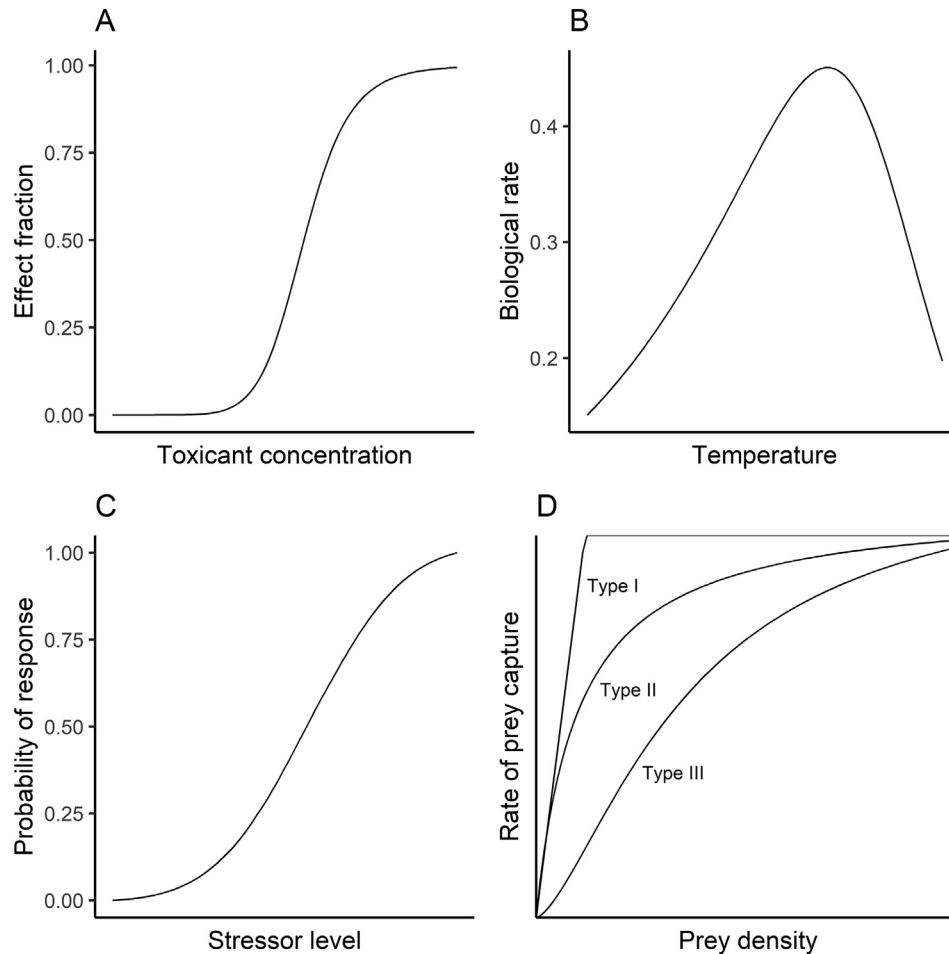 A
Effect fraction
1.00
0.75
0.50
0.25
0.00
Toxicant concentration
B
Biological rate
0.4
0.3
0.2
Temperature
C
Probability of response
1.00
0.75
0.50
0.25
0.00
Stressor level
D
Rate of prey capture
Type I
Type II
Type III
Prey density